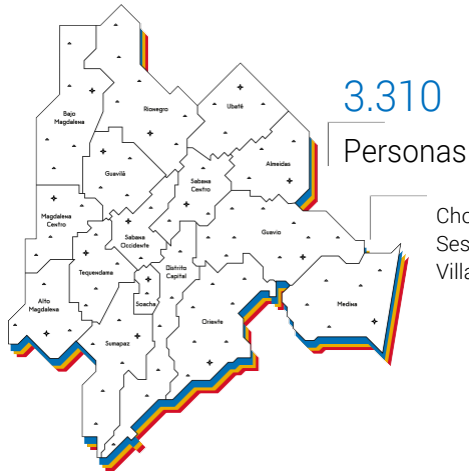 3.310
Personas
Cho
Ses
Villa
Bajo
Magdalena
Rionegro
Ubaté
Almeidas
Gualivá
Sabana
Centro
Magdalena
Centro
Sabana
Occidente
Guavio
Tequendama
Distrito
Capital
Soacha
Alto
Magdalena
Sumapaz
Oriente
Medina